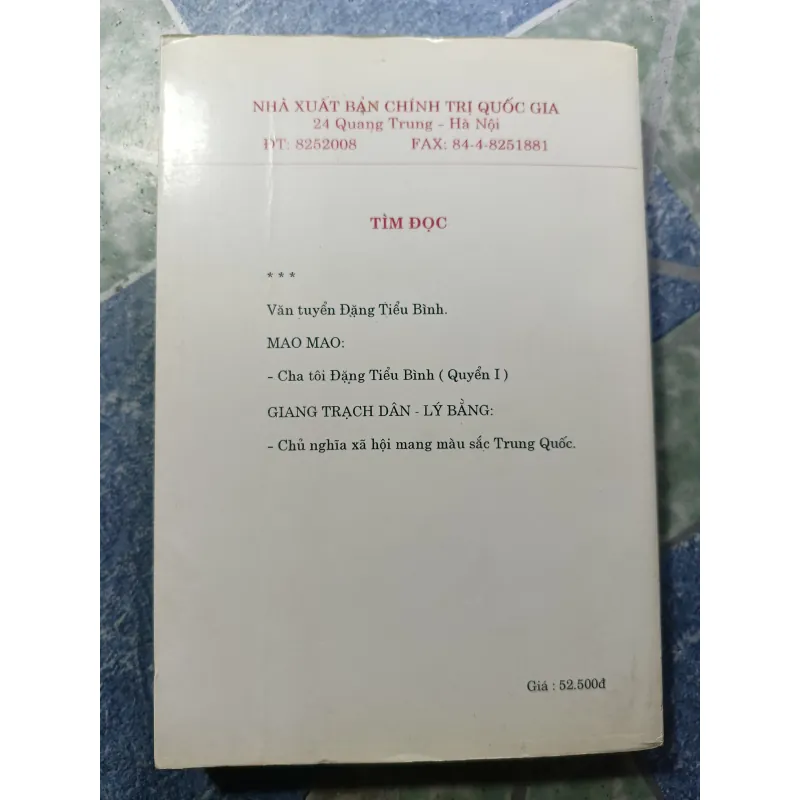 NHÀ XUẤT BẢN CHÍNH TRỊ QUỐC GIA
24 Quang Trung - Hà Nội
ĐT: 8252008 FAX: 84-4-8251881
TÌM ĐỌC
* * *
Văn tuyển Đặng Tiểu Bình.
MAO MAO:
- Cha tôi Đặng Tiểu Bình ( Quyển I )
GIANG TRẠCH DÂN - LÝ BẰNG:
- Chủ nghĩa xã hội mang màu sắc Trung Quốc.
Giá : 52.500đ